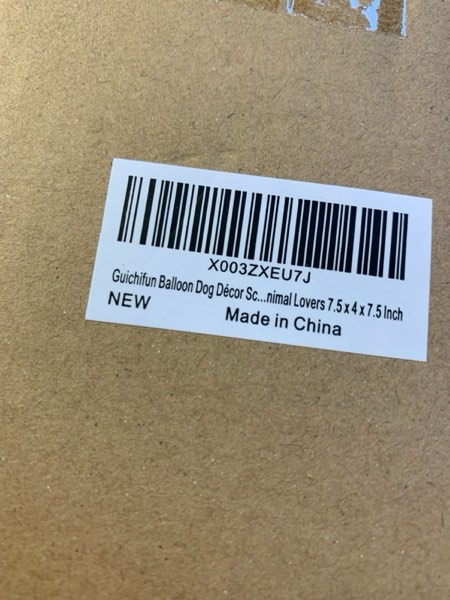 X003ZXEU7J
Guichifun Balloon Dog Décor Sc...nimal Lovers 7.5 x 4 x 7.5 Inch
NEW
Made in China